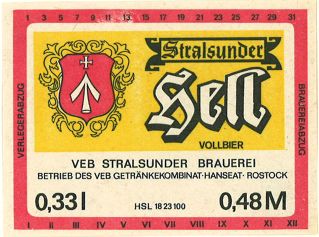 1 3 5 7 9 11 13 15 17 19 21 23 25 27 29 31
VERLEGERABZUG
Stralsunder
Hell
VOLLBIER
BRAUEREIABZUG
VEB STRALSUNDER BRAUEREI
BETRIEB DES VEB GETRÄNKEKOMBINAT·HANSEAT·ROSTOCK
0,33 l
HSL 18 23 100
0,48 M
I II III IV V VI VII VIII IX X XI XII